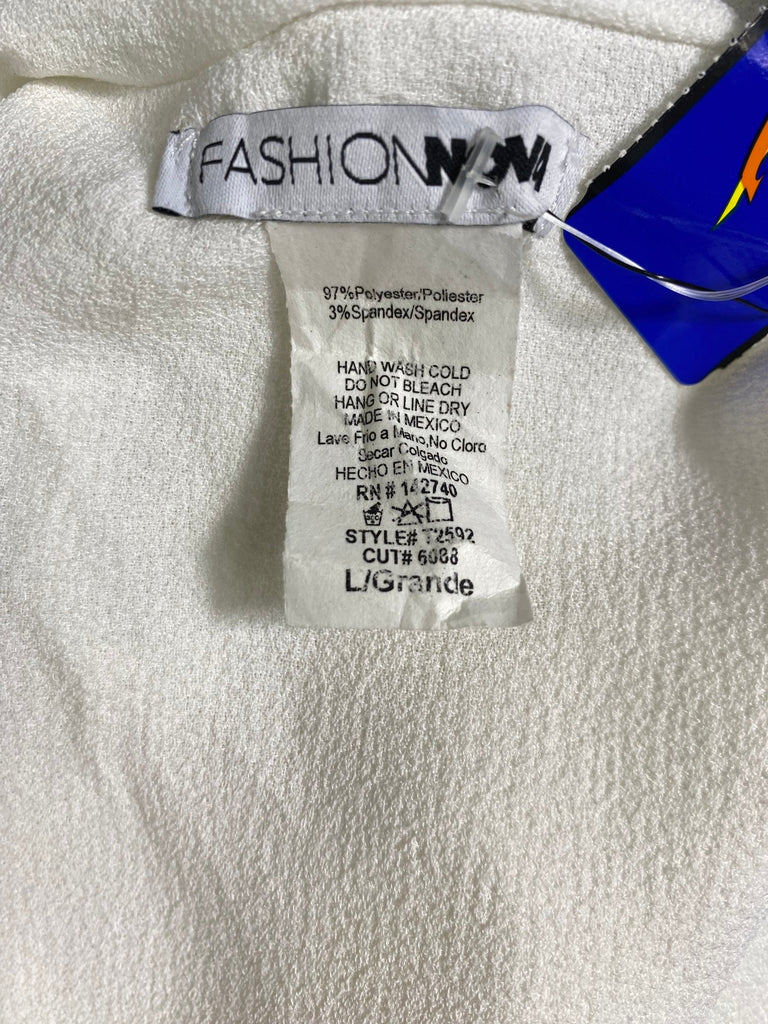 FASHIONNOVA
97%Polyester/Poliester
3%Spandex/Spandex
HAND WASH COLD
DO NOT BLEACH
HANG OR LINE DRY
MADE IN MEXICO
Lave Frio a Mano,No Cloro
Secar Colgado
HECHO EN MEXICO
RN # 142740
STYLE# T2592
CUT# 6088
L/Grande